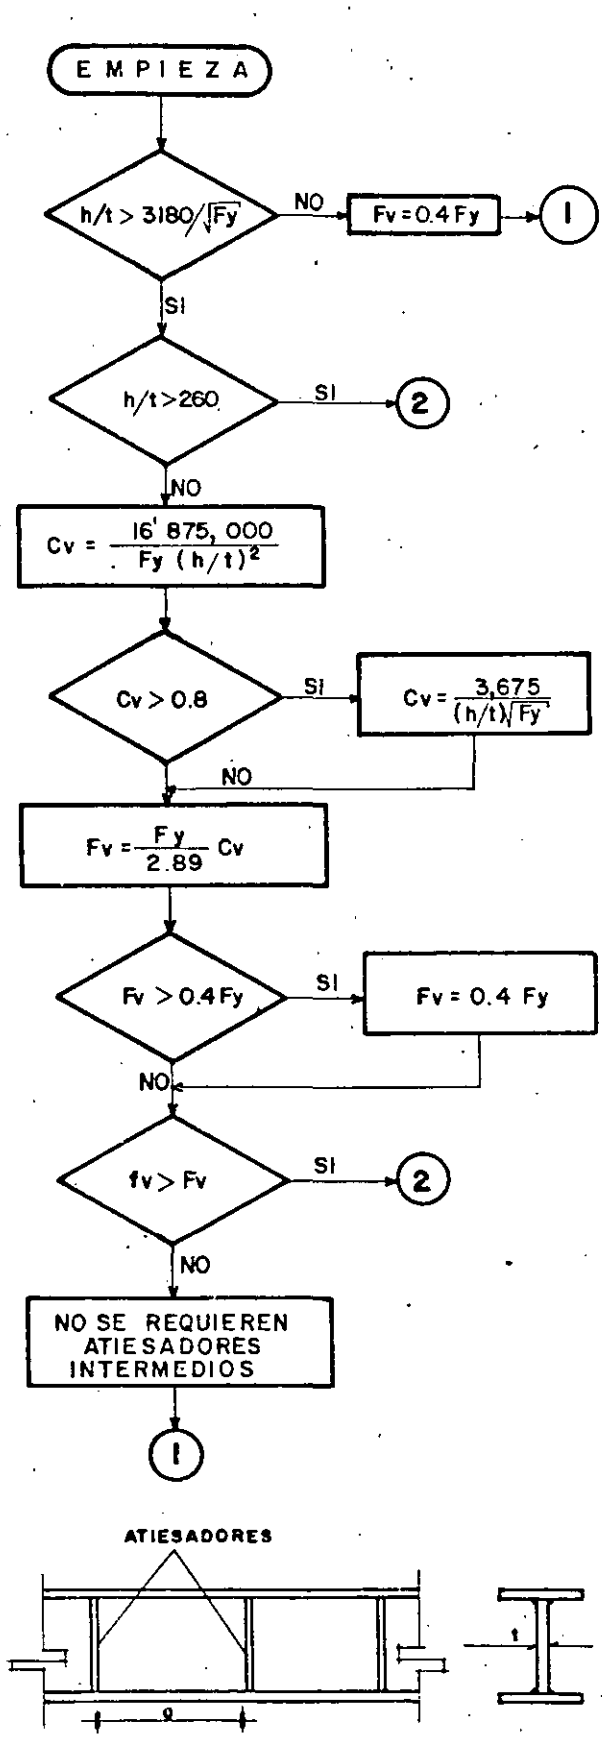 EMPIEZA
h/t > 3180/√Fy
NO
Fv = 0.4 Fy
1
SI
h/t > 260
SI
2
NO
Cv = 16' 875, 000 / Fy (h/t)²
Cv > 0.8
SI
Cv = 3,675 / (h/t)√Fy
NO
Fv = Fy / 2.89 Cv
Fv > 0.4 Fy
SI
Fv = 0.4 Fy
NO
fv > Fv
SI
2
NO
NO SE REQUIEREN
ATIESADORES
INTERMEDIOS
1
ATIESADORES
t
a